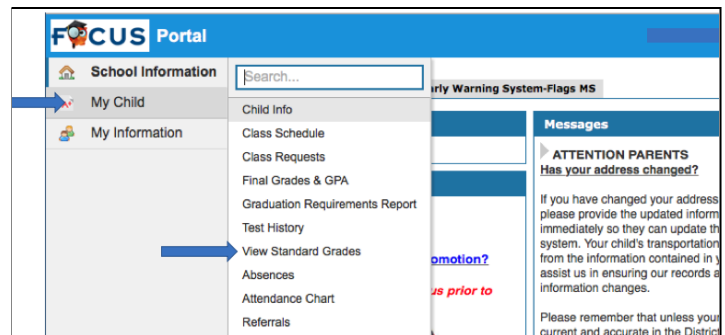 FOCUS Portal
School Information
My Child
My Information
Search...
Child Info
Class Schedule
Class Requests
Final Grades & GPA
Graduation Requirements Report
Test History
View Standard Grades
Absences
Attendance Chart
Referrals
arly Warning System-Flags MS
omotion?
us prior to
Messages
ATTENTION PARENTS
Has your address changed?
If you have changed your address
please provide the updated inform
immediately so they can update th
system. Your child's transportation
from the information contained in y
assist us in ensuring our records a
information changes.
Please remember that unless your
current and accurate in the District